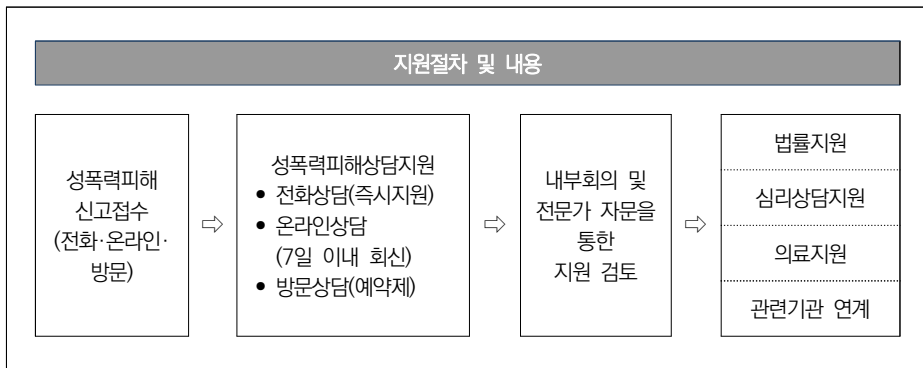 지원절차 및 내용
성폭력피해
신고접수
(전화·온라인·
방문)
⇨
성폭력피해상담지원
• 전화상담(즉시지원)
• 온라인상담
(7일 이내 회신)
• 방문상담(예약제)
⇨
내부회의 및
전문가 자문을
통한
지원 검토
⇨
법률지원
심리상담지원
의료지원
관련기관 연계